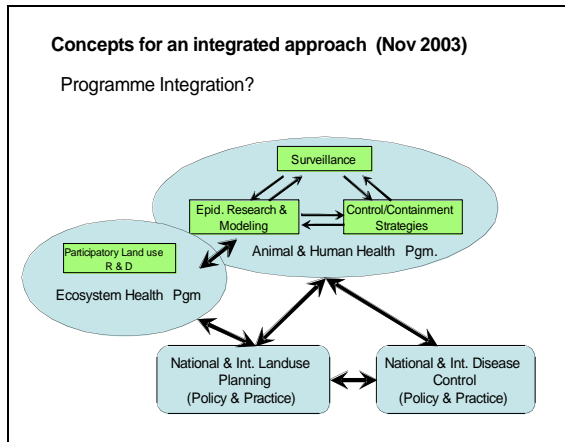 Concepts for an integrated approach (Nov 2003)
Programme Integration?
Surveillance
Epid. Research &
Modeling
Control/Containment
Strategies
Animal & Human Health Pgm.
Participatory Land use
R & D
Ecosystem Health Pgm
National & Int. Landuse
Planning
(Policy & Practice)
National & Int. Disease
Control
(Policy & Practice)